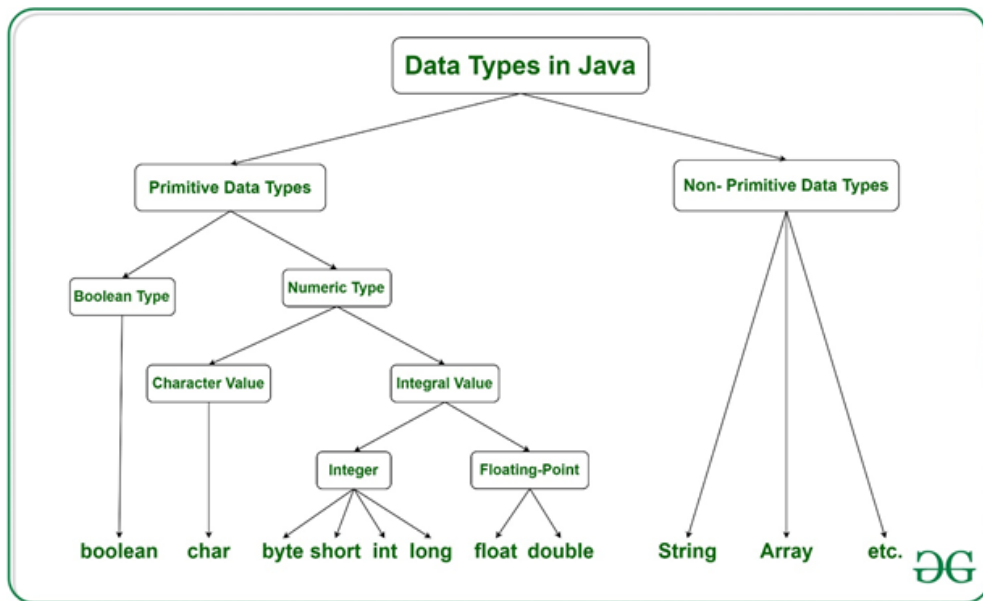 Data Types in Java
Primitive Data Types
Non- Primitive Data Types
Boolean Type
Numeric Type
Character Value
Integral Value
Integer
Floating-Point
boolean
char
byte
short
int
long
float
double
String
Array
etc.